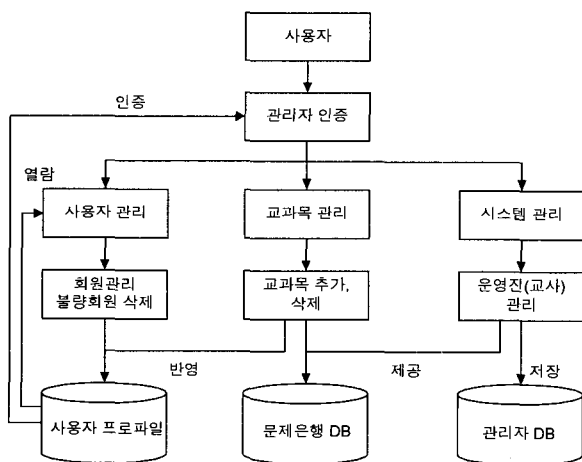 사용자
인증
관리자 인증
열람
사용자 관리
교과목 관리
시스템 관리
회원관리
불량회원 삭제
교과목 추가,
삭제
운영진(교사)
관리
반영
제공
저장
사용자 프로파일
문제은행 DB
관리자 DB